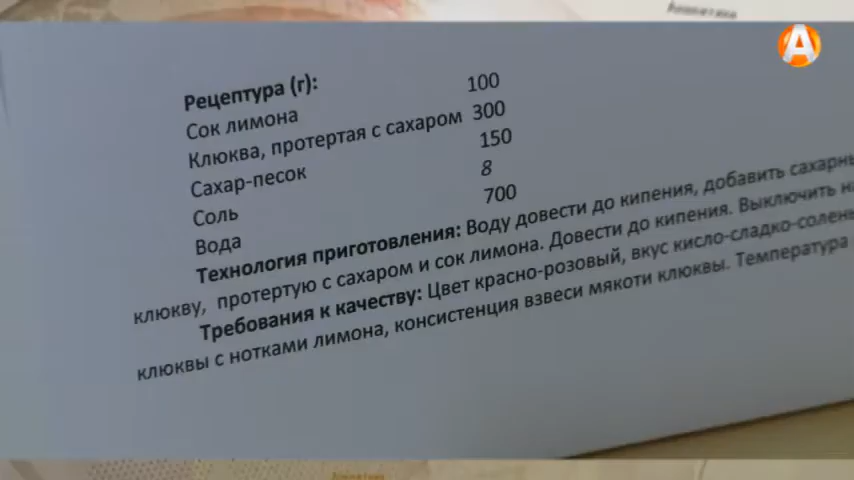 Рецептура (г):
Сок лимона 100
Клюква, протертая с сахаром 300
Сахар-песок 150
Соль 8
Вода 700
Технология приготовления: Воду довести до кипения, добавить
клюкву, протертую с сахаром и сок лимона. Довести до кипения. Выключить
Требования к качеству: Цвет красно-розовый, вкус кисло-сладко-солен
клюквы с нотками лимона, консистенция взвеси мякоти клюквы. Температура
А